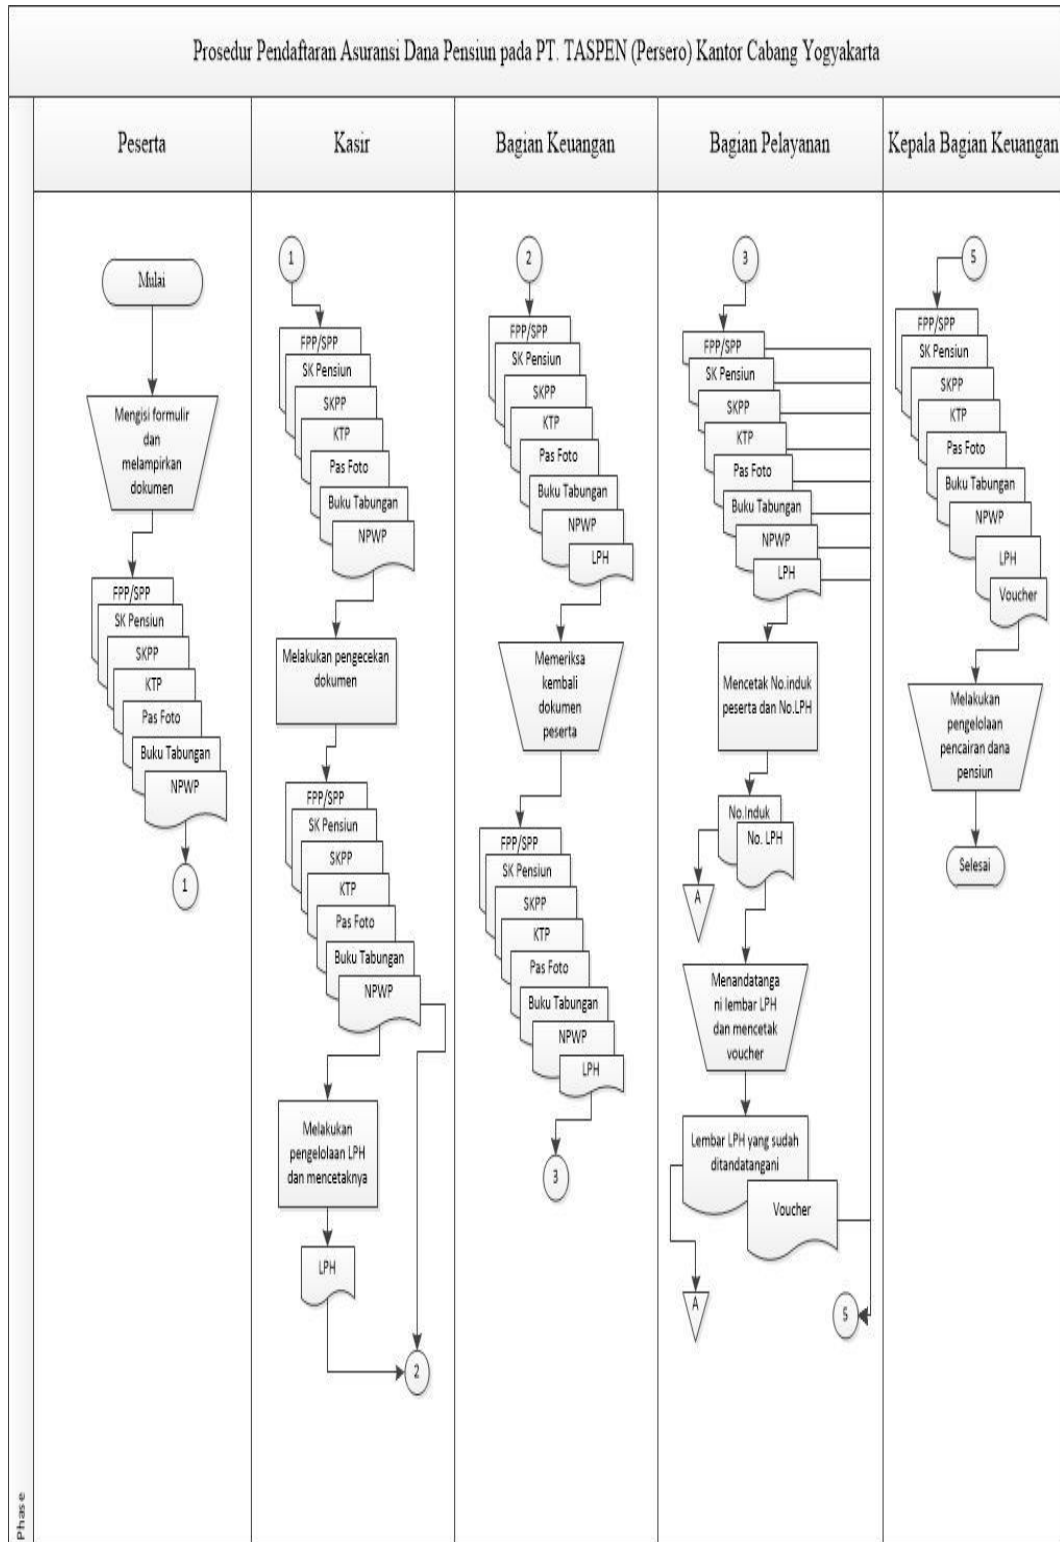 Prosedur Pendaftaran Asuransi Dana Pensiun pada PT. TASPEN (Persero) Kantor Cabang Yogyakarta
Peserta
Kasir
Bagian Keuangan
Bagian Pelayanan
Kepala Bagian Keuangan
Phase
Mulai
Mengisi formulir
dan
melampirkan
dokumen
FPP/SPP
SK Pensiun
SKPP
KTP
Pas Foto
Buku Tabungan
NPWP
1
1
FPP/SPP
SK Pensiun
SKPP
KTP
Pas Foto
Buku Tabungan
NPWP
Melakukan pengecekan
dokumen
FPP/SPP
SK Pensiun
SKPP
KTP
Pas Foto
Buku Tabungan
NPWP
Melakukan
pengelolaan LPH
dan mencetaknya
LPH
2
2
FPP/SPP
SK Pensiun
SKPP
KTP
Pas Foto
Buku Tabungan
NPWP
LPH
Memeriksa
kembali
dokumen
peserta
FPP/SPP
SK Pensiun
SKPP
KTP
Pas Foto
Buku Tabungan
NPWP
LPH
3
3
FPP/SPP
SK Pensiun
SKPP
KTP
Pas Foto
Buku Tabungan
NPWP
LPH
Mencetak No.induk
peserta dan No.LPH
No.Induk
No. LPH
A
Menandatanga
ni lembar LPH
dan mencetak
voucher
Lembar LPH yang sudah
ditandatangani
Voucher
A
5
5
FPP/SPP
SK Pensiun
SKPP
KTP
Pas Foto
Buku Tabungan
NPWP
LPH
Voucher
Melakukan
pengelolaan
pencairan dana
pensiun
Selesai